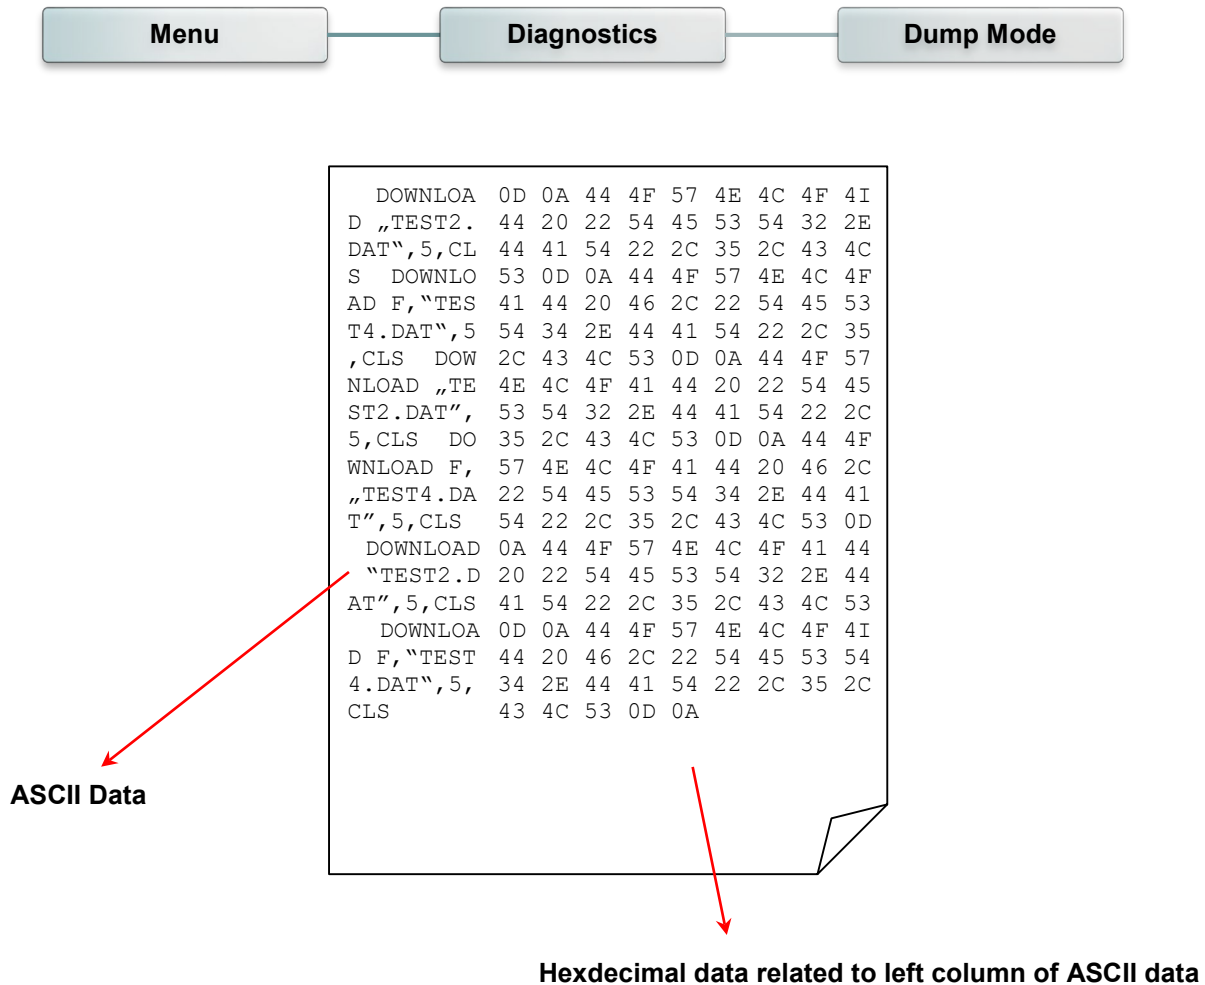 Menu Diagnostics Dump Mode
DOWNLOA 0D 0A 44 4F 57 4E 4C 4F 4I
D „TEST2. 44 20 22 54 45 53 54 32 2E
DAT‟,5,CL 44 41 54 22 2C 35 2C 43 4C
S DOWNLO 53 0D 0A 44 4F 57 4E 4C 4F
AD F,‟TES 41 44 20 46 2C 22 54 45 53
T4.DAT‟,5 54 34 2E 44 41 54 22 2C 35
,CLS DOW 2C 43 4C 53 0D 0A 44 4F 57
NLOAD „TE 4E 4C 4F 41 44 20 22 54 45
ST2.DAT”, 53 54 32 2E 44 41 54 22 2C
5,CLS DO 35 2C 43 4C 53 0D 0A 44 4F
WNLOAD F, 57 4E 4C 4F 41 44 20 46 2C
„TEST4.DA 22 54 45 53 54 34 2E 44 41
T”,5,CLS 54 22 2C 35 2C 43 4C 53 0D
DOWNLOAD 0A 44 4F 57 4E 4C 4F 41 44
“TEST2.D 20 22 54 45 53 54 32 2E 44
AT”,5,CLS 41 54 22 2C 35 2C 43 4C 53
DOWNLOA 0D 0A 44 4F 57 4E 4C 4F 4I
D F,“TEST 44 20 46 2C 22 54 45 53 54
4.DAT‟,5, 34 2E 44 41 54 22 2C 35 2C
CLS 43 4C 53 0D 0A
ASCII Data
Hexdecimal data related to left column of ASCII data